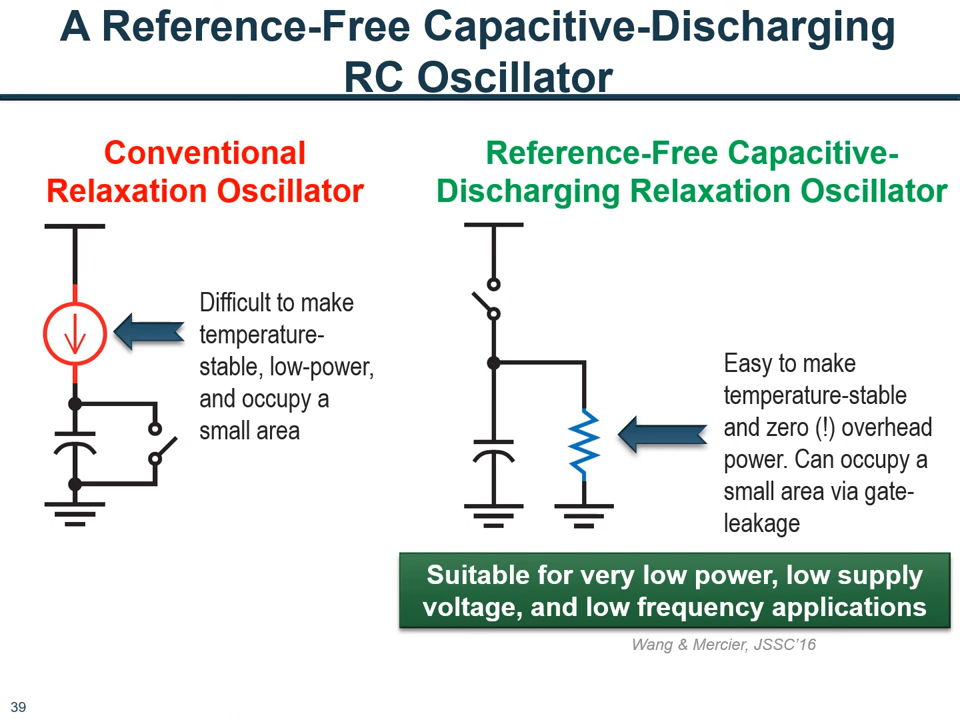 A Reference-Free Capacitive-Discharging
RC Oscillator
Conventional
Relaxation Oscillator
Difficult to make
temperature-
stable, low-power,
and occupy a
small area
Reference-Free Capacitive-
Discharging Relaxation Oscillator
Easy to make
temperature-stable
and zero (!) overhead
power. Can occupy a
small area via gate-
leakage
Suitable for very low power, low supply
voltage, and low frequency applications
Wang & Mercier, JSSC'16
39